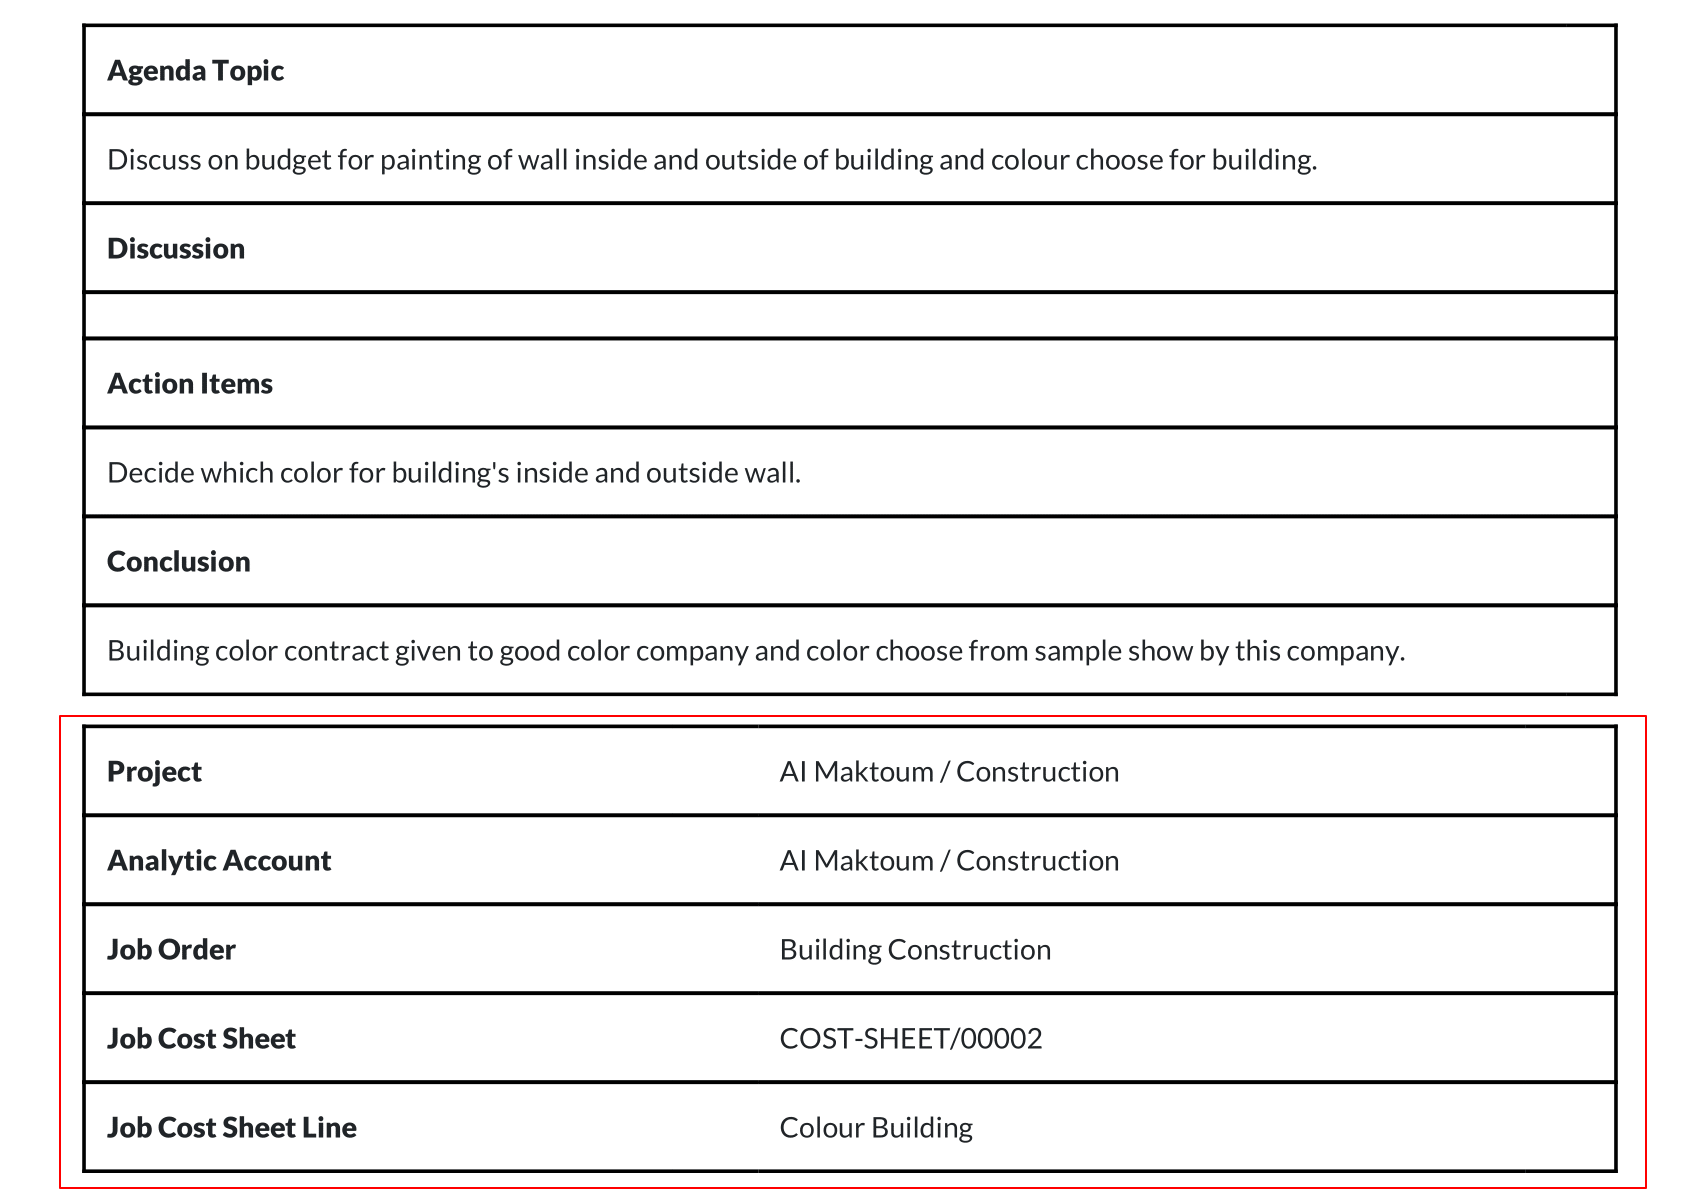 Agenda Topic
Discuss on budget for painting of wall inside and outside of building and colour choose for building.
Discussion
Action Items
Decide which color for building's inside and outside wall.
Conclusion
Building color contract given to good color company and color choose from sample show by this company.
Project AI Maktoum / Construction
Analytic Account AI Maktoum / Construction
Job Order Building Construction
Job Cost Sheet COST-SHEET/00002
Job Cost Sheet Line Colour Building